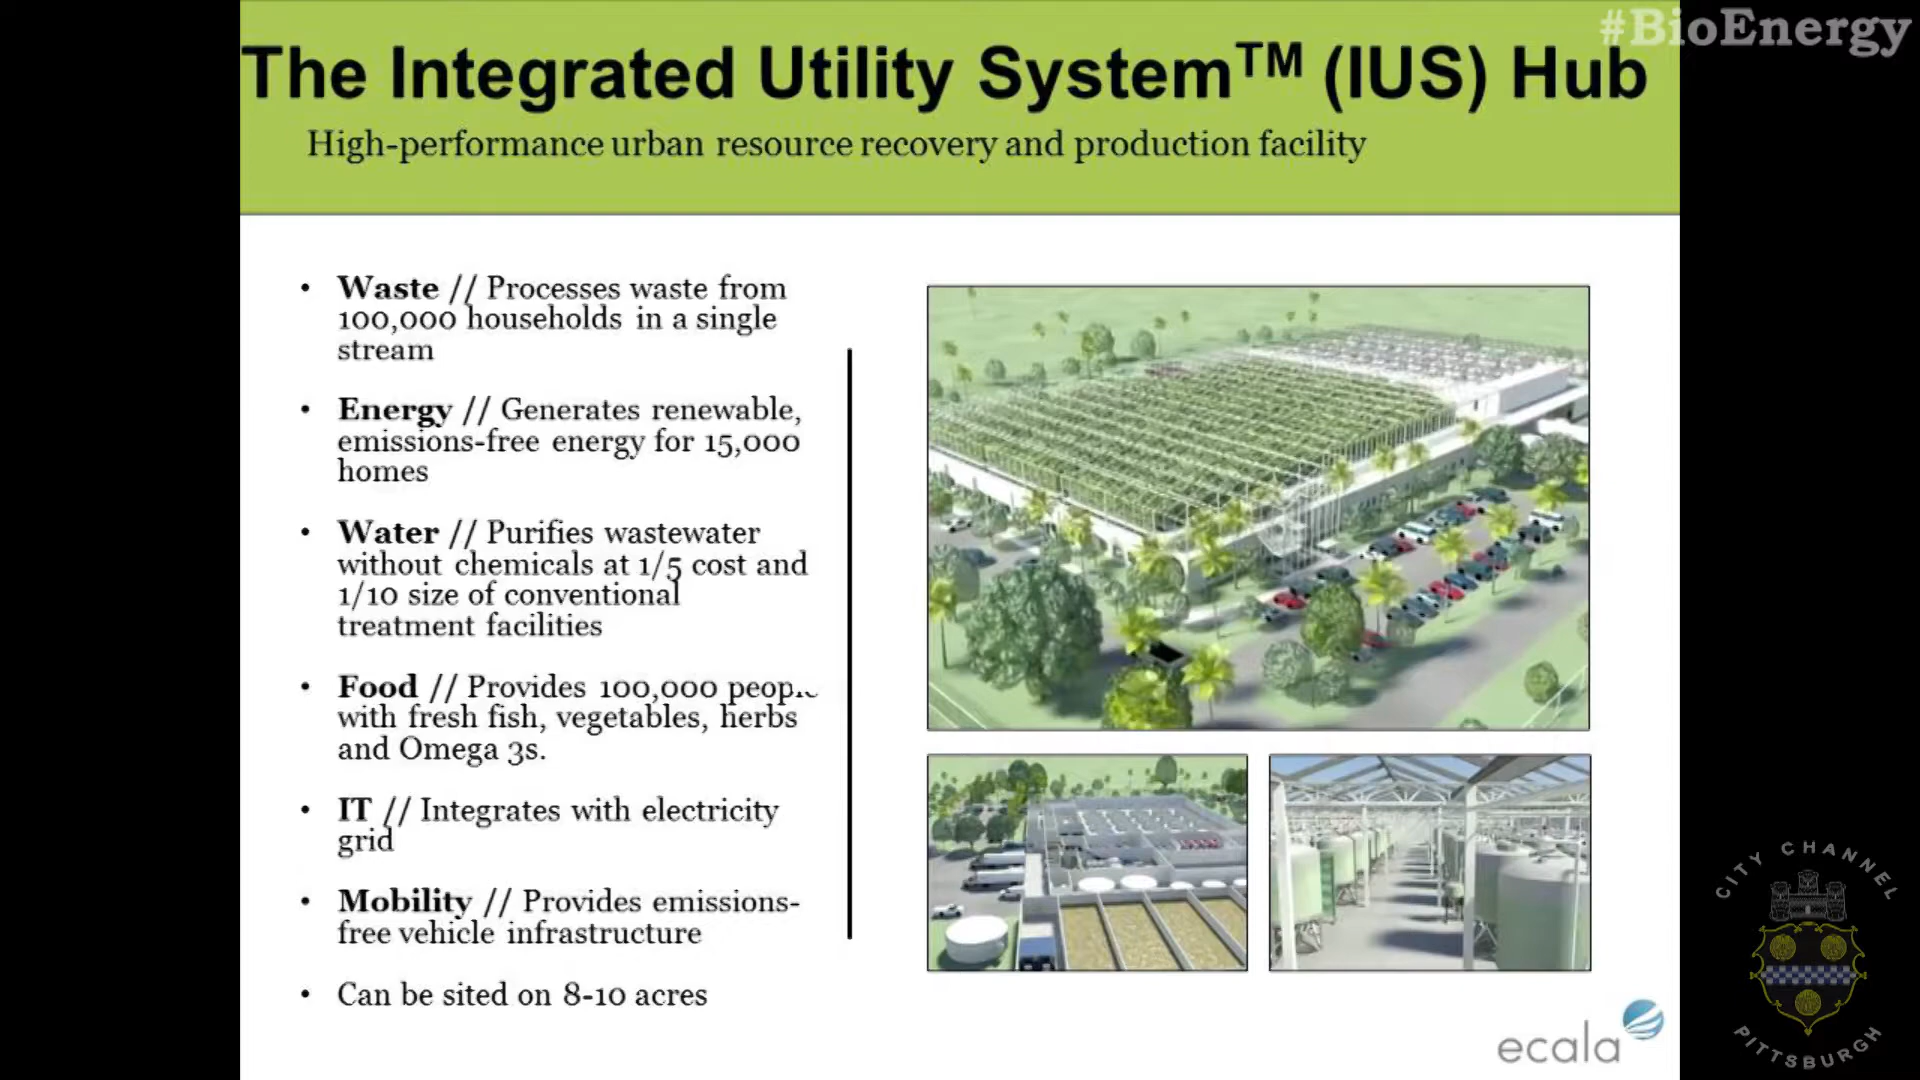 #BioEnergy
The Integrated Utility System™ (IUS) Hub
High-performance urban resource recovery and production facility
• Waste // Processes waste from
100,000 households in a single
stream
• Energy // Generates renewable,
emissions-free energy for 15,000
homes
• Water // Purifies wastewater
without chemicals at 1/5 cost and
1/10 size of conventional
treatment facilities
• Food // Provides 100,000
with fresh fish, vegetables, herbs
and Omega 3s.
• IT // Integrates with electricity
grid
• Mobility // Provides emissions-
free vehicle infrastructure
• Can be sited on 8-10 acres
ecala
CITY CHANNEL
PITTSBURGH